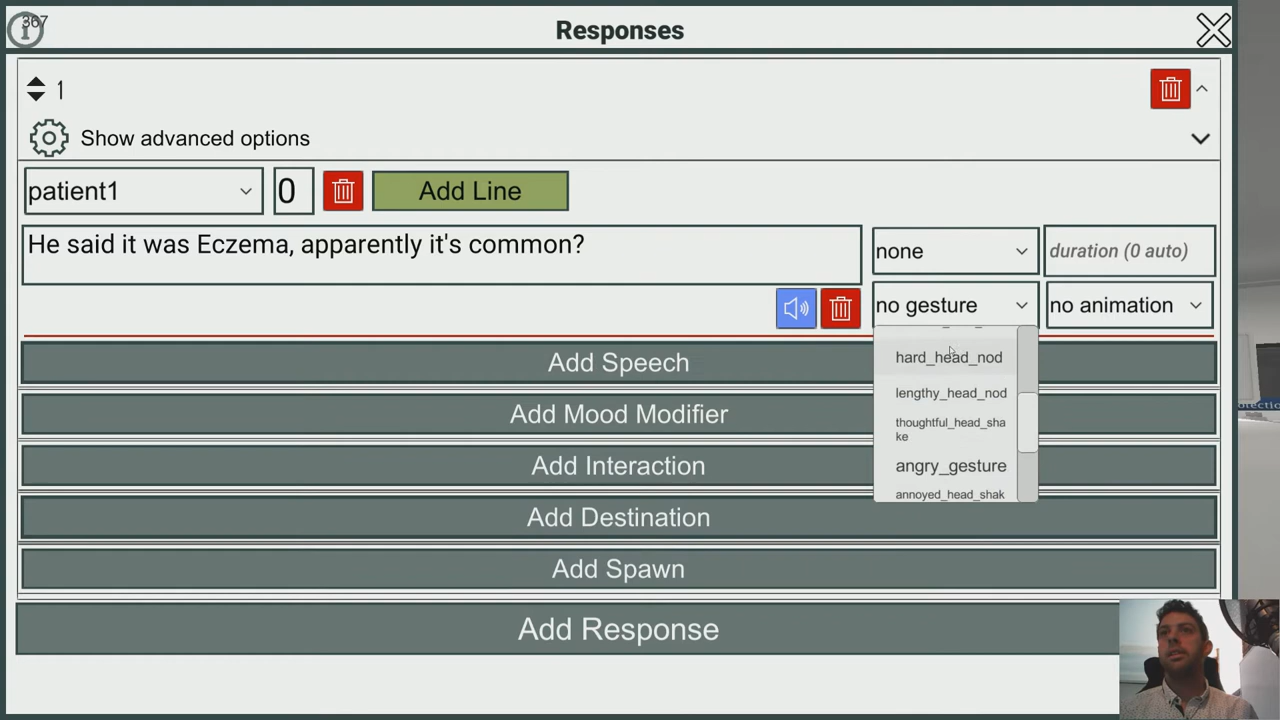 367
Responses
1
Show advanced options
patient1
0
Add Line
He said it was Eczema, apparently it's common?
none
duration (0 auto)
no gesture
no animation
hard_head_nod
lengthy_head_nod
thoughtful_head_sha
ke
angry_gesture
annoyed_head_shak
Add Speech
Add Mood Modifier
Add Interaction
Add Destination
Add Spawn
Add Response